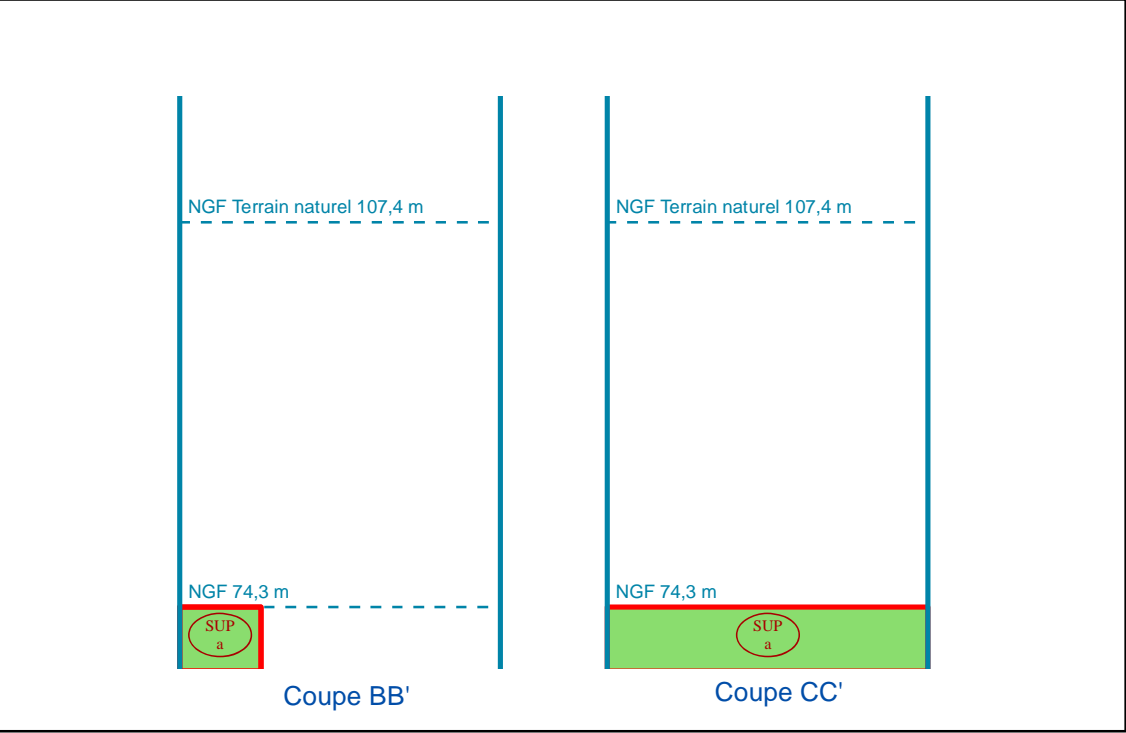 NGF Terrain naturel 107,4 m
NGF 74,3 m
SUP
a
Coupe BB'
NGF Terrain naturel 107,4 m
NGF 74,3 m
SUP
a
Coupe CC'